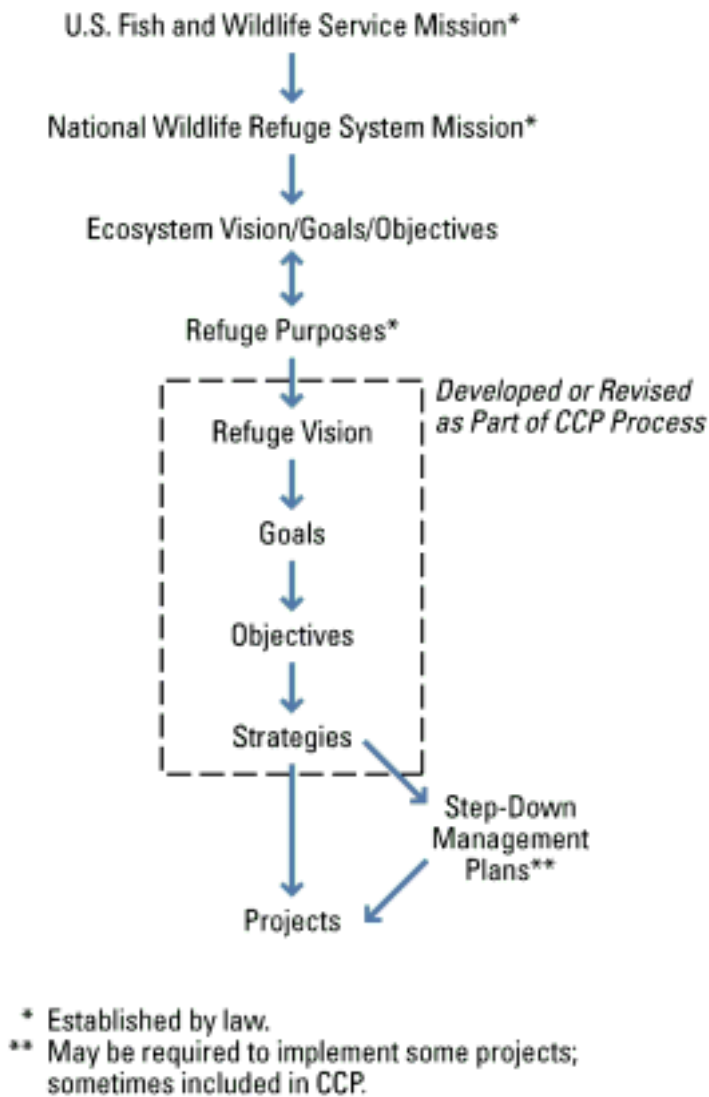 U.S. Fish and Wildlife Service Mission*
National Wildlife Refuge System Mission*
Ecosystem Vision/Goals/Objectives
Refuge Purposes*
Developed or Revised
as Part of CCP Process
Refuge Vision
Goals
Objectives
Strategies
Step-Down
Management
Plans**
Projects
* Established by law.
** May be required to implement some projects;
sometimes included in CCP.